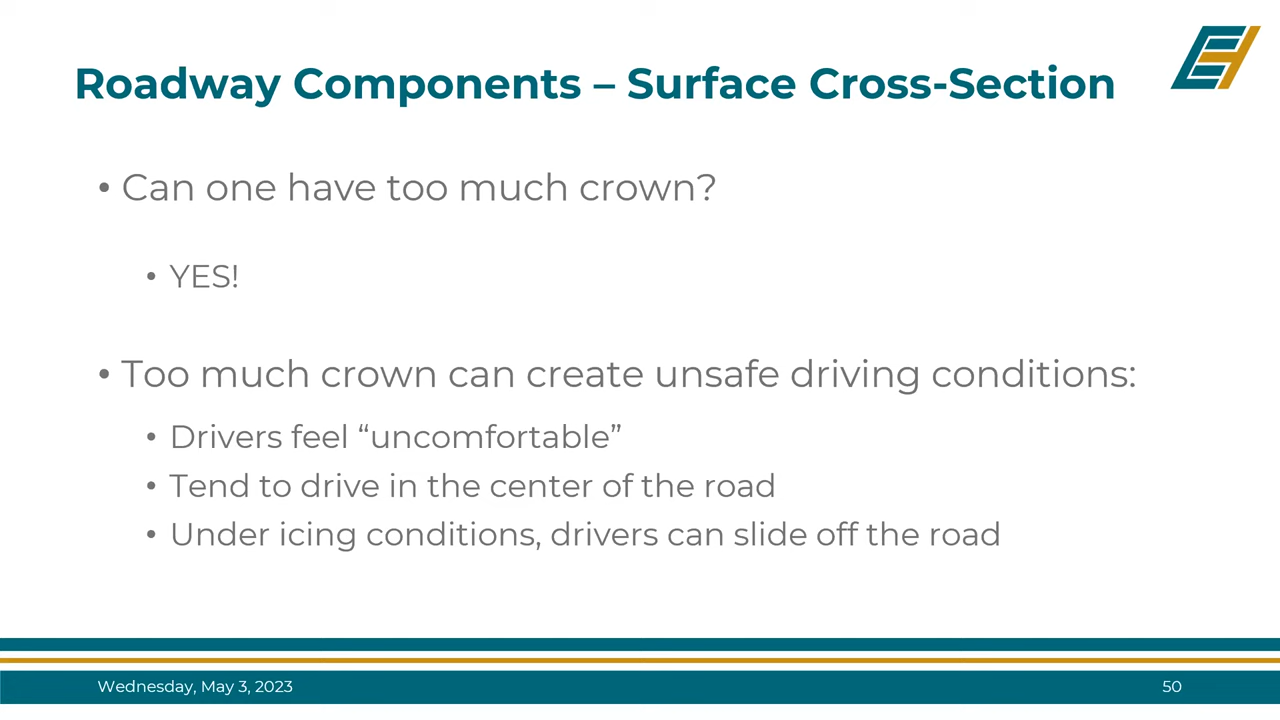 Roadway Components – Surface Cross-Section
• Can one have too much crown?
• YES!
• Too much crown can create unsafe driving conditions:
• Drivers feel “uncomfortable”
• Tend to drive in the center of the road
• Under icing conditions, drivers can slide off the road
Wednesday, May 3, 2023
50